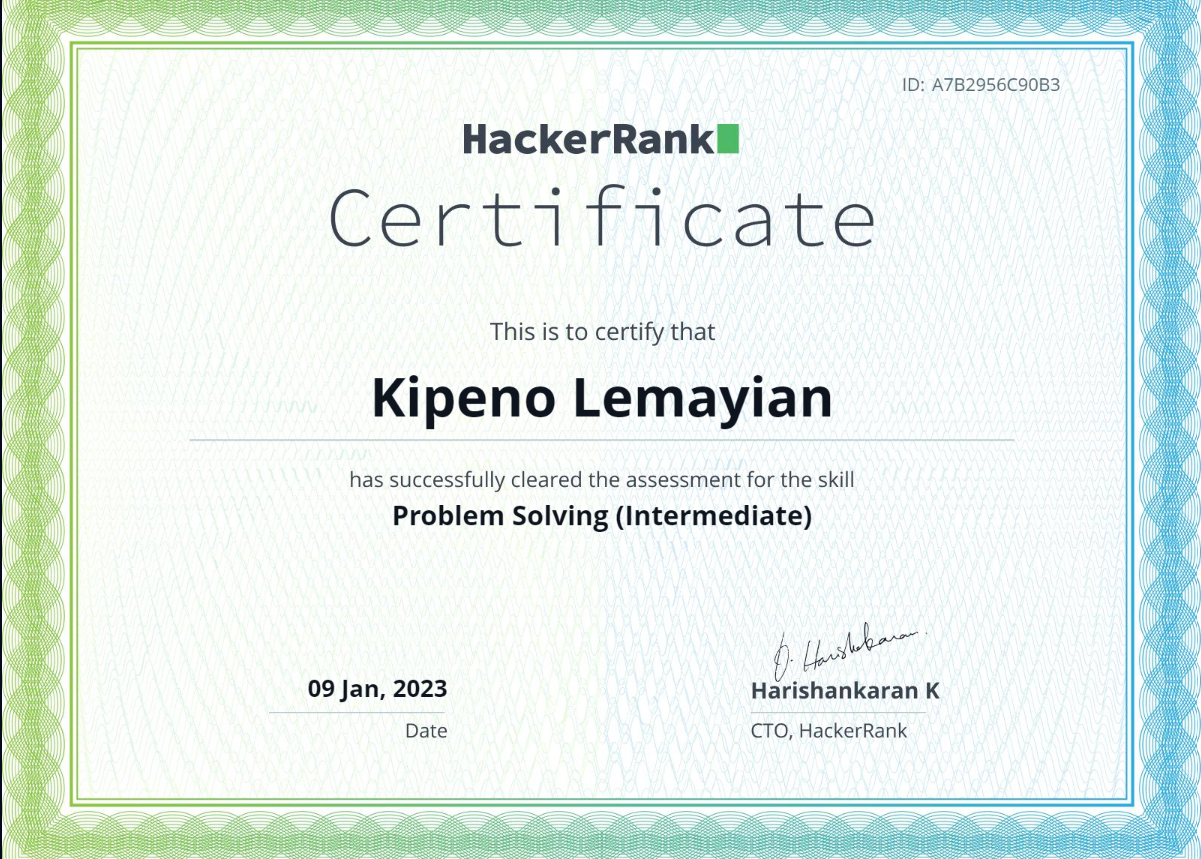 ID: A7B2956C90B3
HackerRank
Certificate
This is to certify that
Kipeno Lemayian
has successfully cleared the assessment for the skill
Problem Solving (Intermediate)
09 Jan, 2023
Date
Harishankaran K
CTO, HackerRank